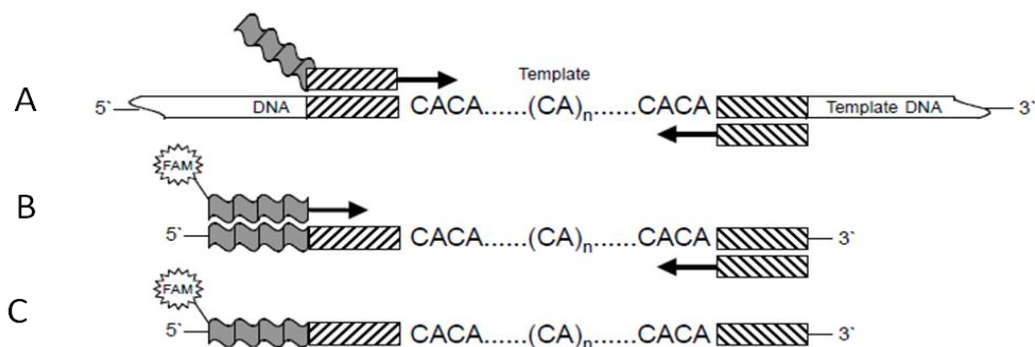 Template
A 5` DNA CACA......(CA)n......CACA Template DNA 3`
FAM
B
5` CACA......(CA)n......CACA 3`
FAM
C
5` CACA......(CA)n......CACA 3`